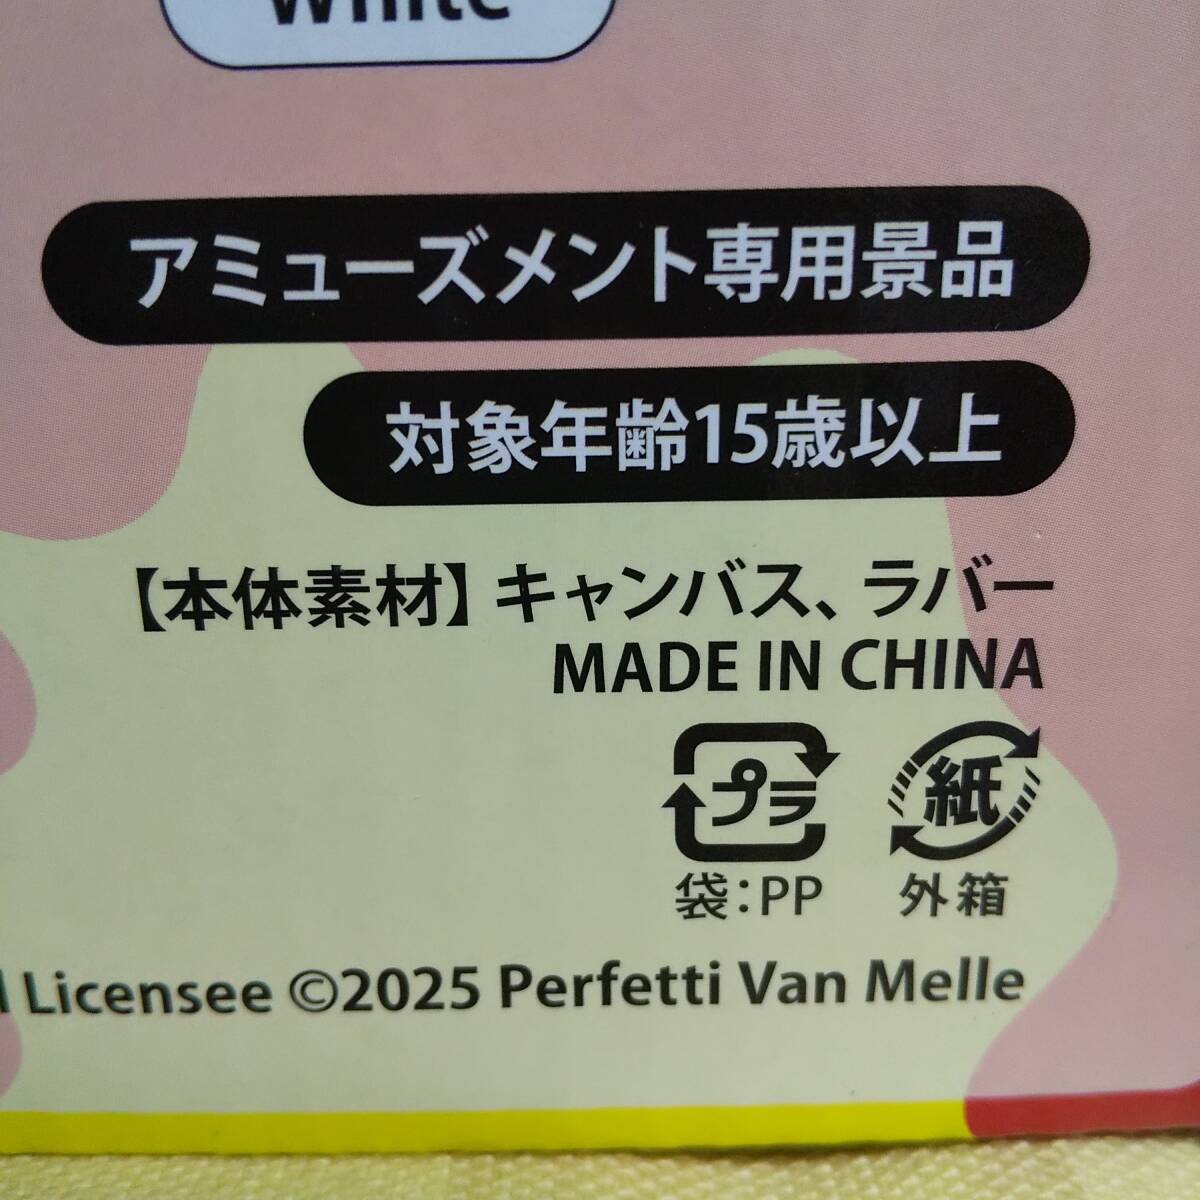 White
アミューズメント専用景品
対象年齢15歳以上
【本体素材】キャンバス、ラバー
MADE IN CHINA
プラ 紙
袋：PP 外箱
Licensee ©2025 Perfetti Van Melle